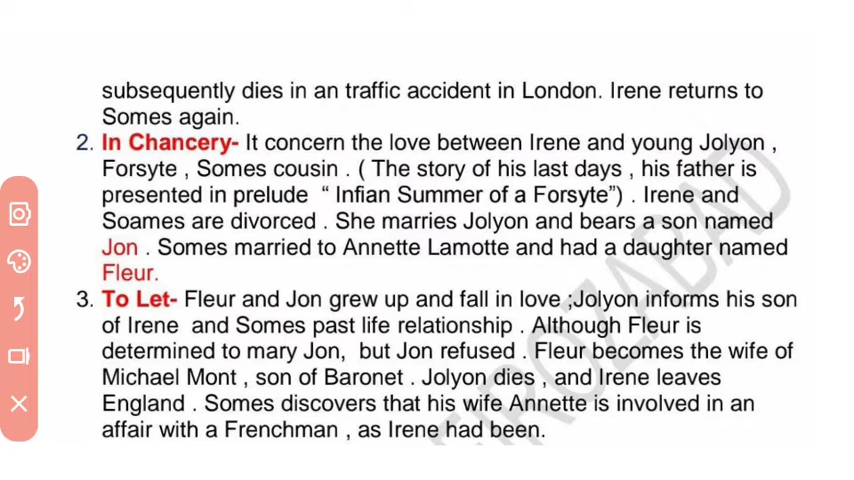 subsequently dies in an traffic accident in London. Irene returns to
Somes again.
2. In Chancery- It concern the love between Irene and young Jolyon ,
Forsyte , Somes cousin . ( The story of his last days , his father is
presented in prelude “ Infian Summer of a Forsyte”) . Irene and
Soames are divorced . She marries Jolyon and bears a son named
Jon . Somes married to Annette Lamotte and had a daughter named
Fleur.
3. To Let- Fleur and Jon grew up and fall in love ;Jolyon informs his son
of Irene and Somes past life relationship . Although Fleur is
determined to mary Jon, but Jon refused . Fleur becomes the wife of
Michael Mont , son of Baronet . Jolyon dies , and Irene leaves
England . Somes discovers that his wife Annette is involved in an
affair with a Frenchman , as Irene had been.
FIROZABAD